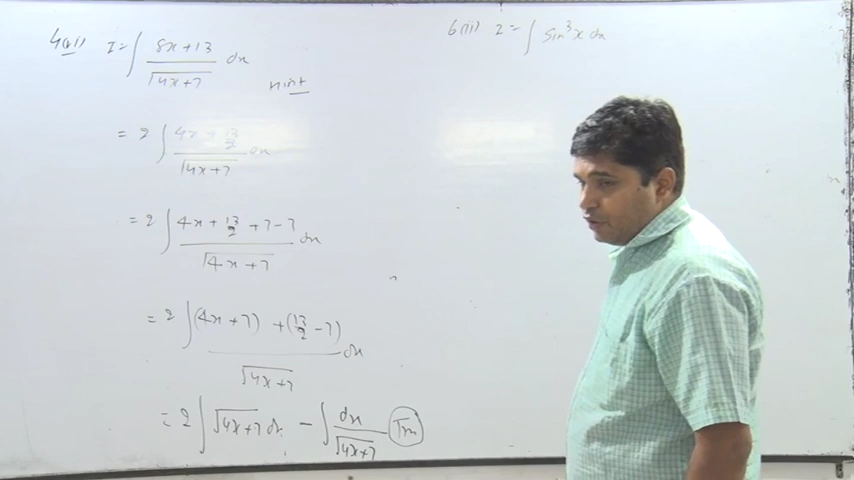 4(vii) I = ∫ (8x+13)/√(4x+7) dx
Hint
= 2 ∫ (4x + 13/2)/√(4x+7) dx
= 2 ∫ (4x + 13/2 + 7 - 7)/√(4x+7) dx
= 2 ∫ ((4x+7) + (13/2 - 7))/√(4x+7) dx
= 2 ∫ √(4x+7) dx - ∫ dx/√(4x+7)
6(ii) I = ∫ sin³x dx